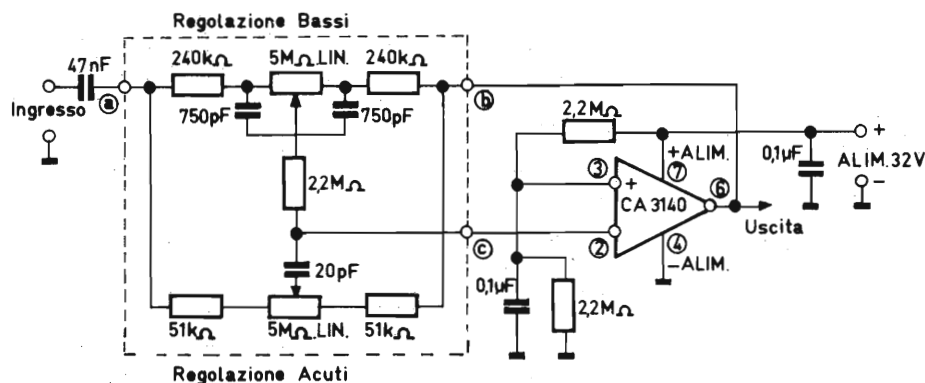 Regolazione Bassi
240kΩ
5MΩ.LIN.
240kΩ
47nF
a
Ingresso
750pF
750pF
b
2,2MΩ
+ALIM.
0,1µF
+
ALIM.32V
-
2,2MΩ
3
+
7
CA 3140
6
Uscita
2
4
-ALIM.
c
20pF
0,1µF
2,2MΩ
51kΩ
5MΩ.LIN.
51kΩ
Regolazione Acuti